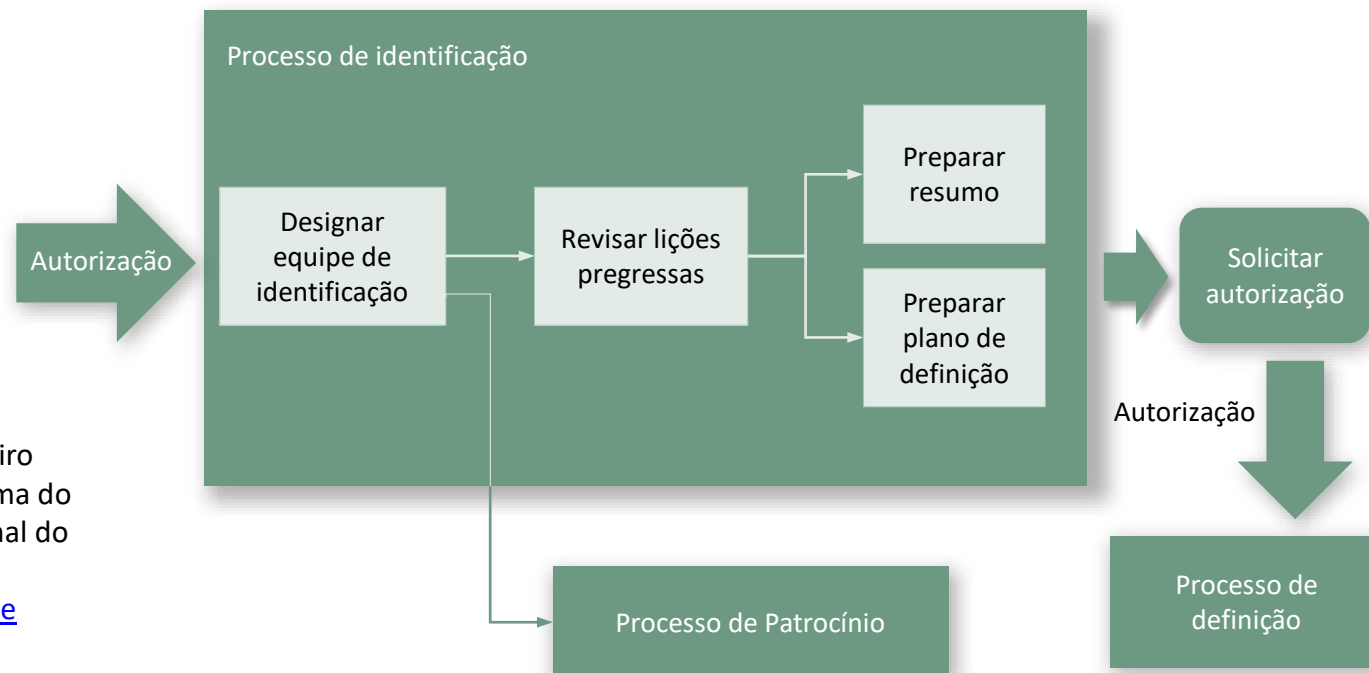 Processo de identificação
Autorização
Designar
equipe de
identificação
Revisar lições
pregressas
Preparar
resumo
Preparar
plano de
definição
Solicitar
autorização
Autorização
Processo de
definição
Processo de Patrocínio
iro
ma do
nal do
e